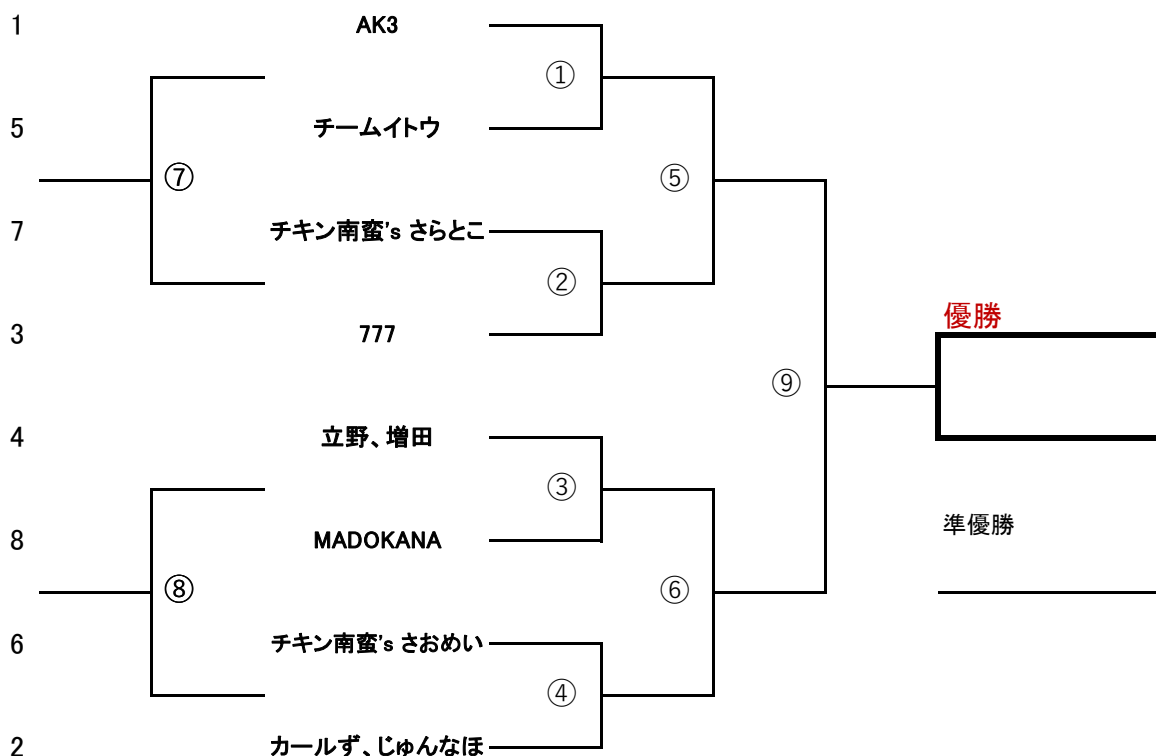 1 AK3
①
5 チームイトウ
⑦ ⑤
7 チキン南蛮's さらとこ
②
優勝
3 777
⑨
4 立野、増田
③
準優勝
8 MADOKANA
⑧ ⑥
6 チキン南蛮's さおめい
④
2 カールず、じゅんなほ